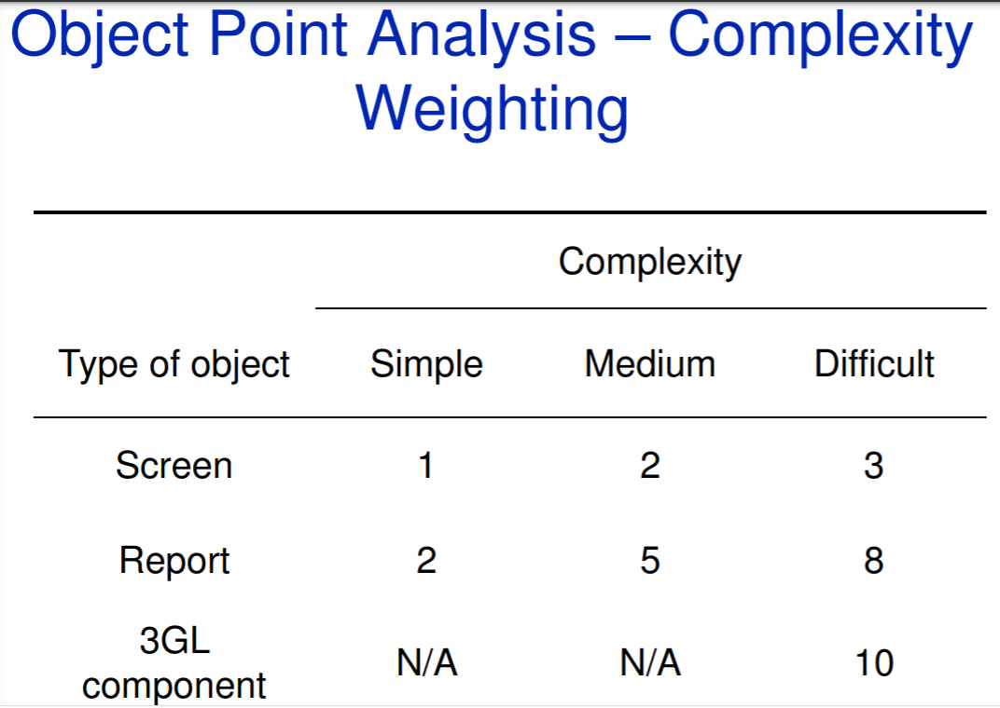 Object Point Analysis – Complexity
Weighting
Complexity
Type of object Simple Medium Difficult
Screen 1 2 3
Report 2 5 8
3GL
component N/A N/A 10